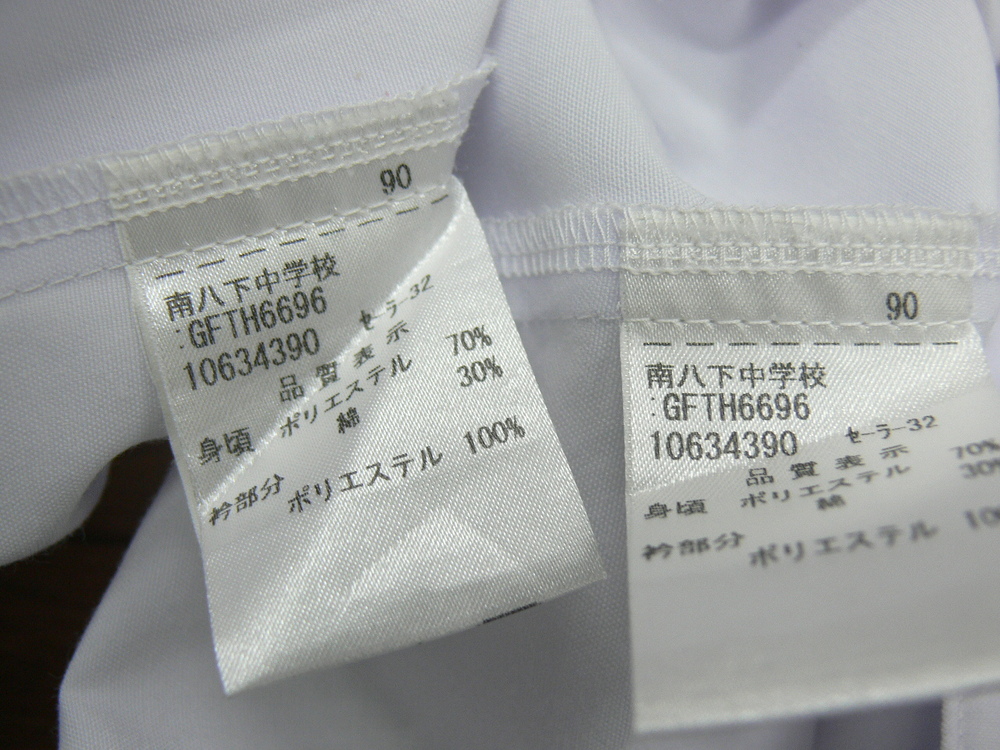 90
南八下中学校
:GFTH6696
10634390 セーラー32
品質表示
身頃 ポリエステル 70%
綿 30%
衿部分 ポリエステル 100%
90
南八下中学校
:GFTH6696
10634390 セーラー32
品質表示
身頃 ポリエステル 70%
綿 30%
衿部分 ポリエステル 10